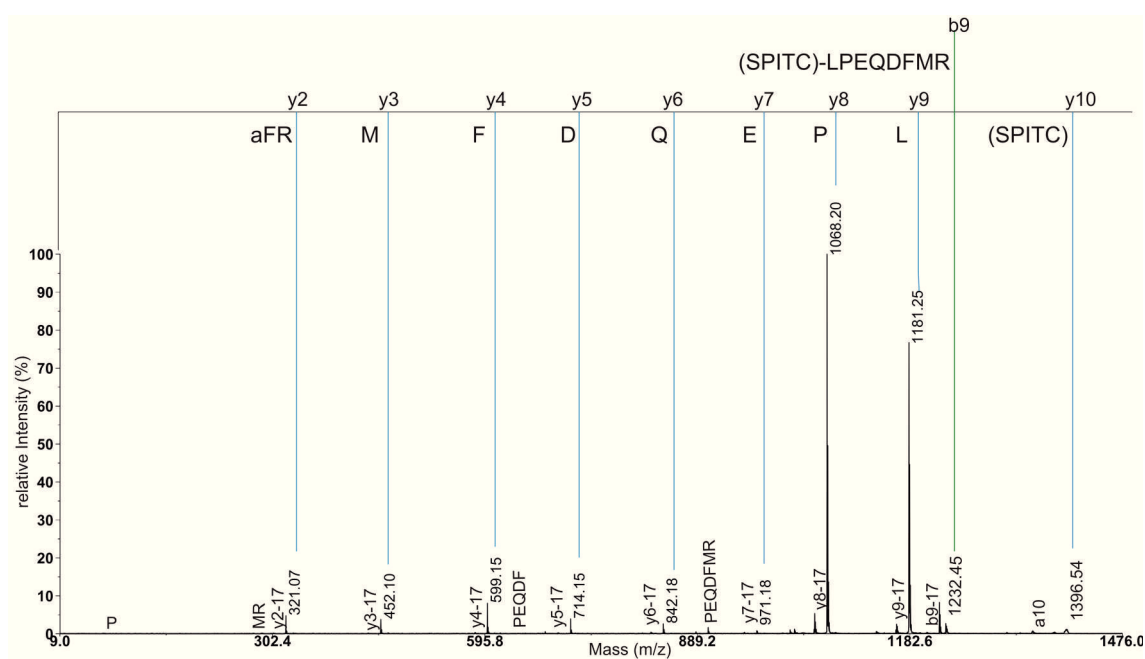 b9
(SPITC)-LPEQDFMR
y2 y3 y4 y5 y6 y7 y8 y9 y10
aFR M F D Q E P L (SPITC)
relative Intensity (%)
100
90
80
70
60
50
40
30
20
10
0
P
MR
y2-17
321.07
y3-17
452.10
y4-17
599.15
PEQDF
y5-17
714.15
y6-17
842.18
PEQDFMR
y7-17
971.18
y8-17
1068.20
y9-17
1181.25
b9-17
1232.45
a10
1396.54
9.0 302.4 595.8 889.2 1182.6 1476.0
Mass (m/z)